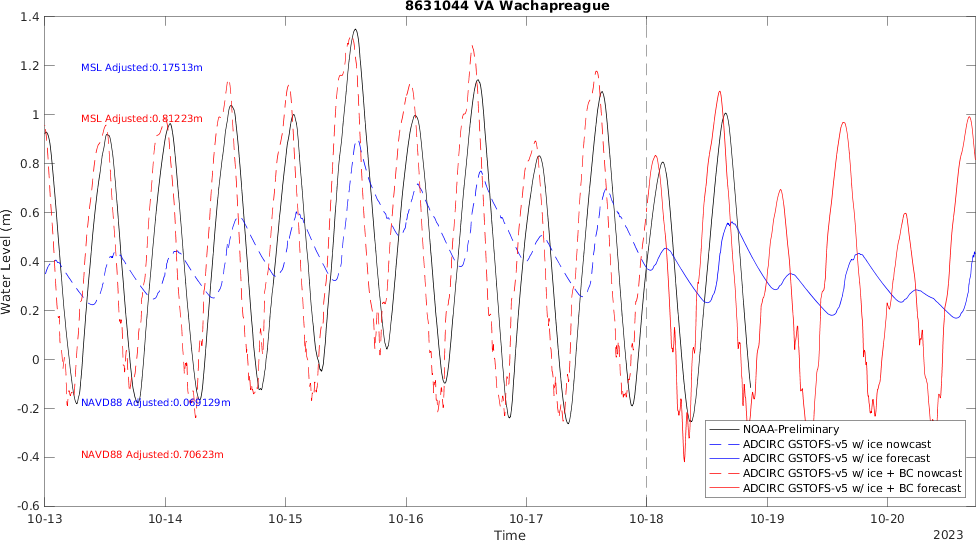 8631044 VA Wachapreague
1.4
1.2
1
0.8
0.6
0.4
0.2
0
-0.2
-0.4
-0.6
Water Level (m)
MSL Adjusted:0.17513m
MSL Adjusted:0.81223m
NAVD88 Adjusted:0.069129m
NAVD88 Adjusted:0.70623m
NOAA-Preliminary
ADCIRC GSTOFS-v5 w/ ice nowcast
ADCIRC GSTOFS-v5 w/ ice forecast
ADCIRC GSTOFS-v5 w/ ice + BC nowcast
ADCIRC GSTOFS-v5 w/ ice + BC forecast
10-13 10-14 10-15 10-16 10-17 10-18 10-19 10-20
Time
2023